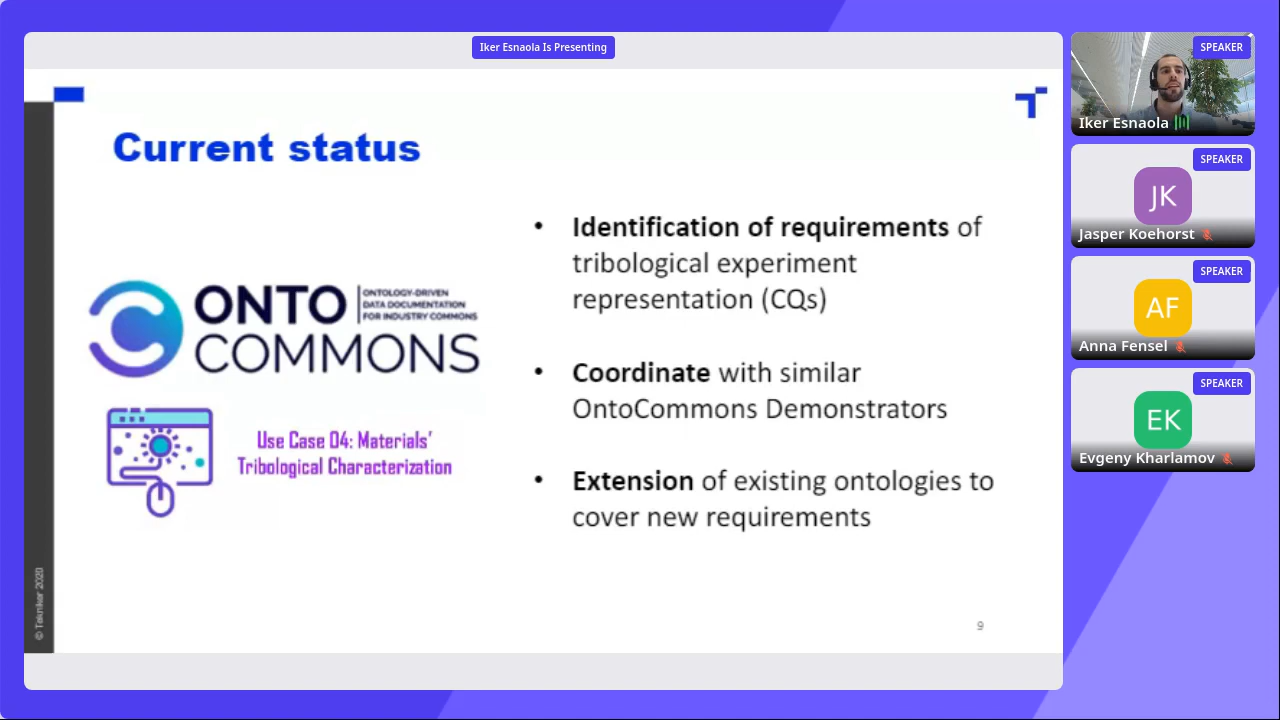 Iker Esnaola Is Presenting
Current status
ONTO
COMMONS
ONTOLOGY-DRIVEN
DATA DOCUMENTATION
FOR INDUSTRY COMMONS
Use Case 04: Materials'
Tribological Characterization
• Identification of requirements of
tribological experiment
representation (CQs)
• Coordinate with similar
OntoCommons Demonstrators
• Extension of existing ontologies to
cover new requirements
© Tekniker 2020
9
SPEAKER
Iker Esnaola
SPEAKER
JK
Jasper Koehorst
SPEAKER
AF
Anna Fensel
SPEAKER
EK
Evgeny Kharlamov